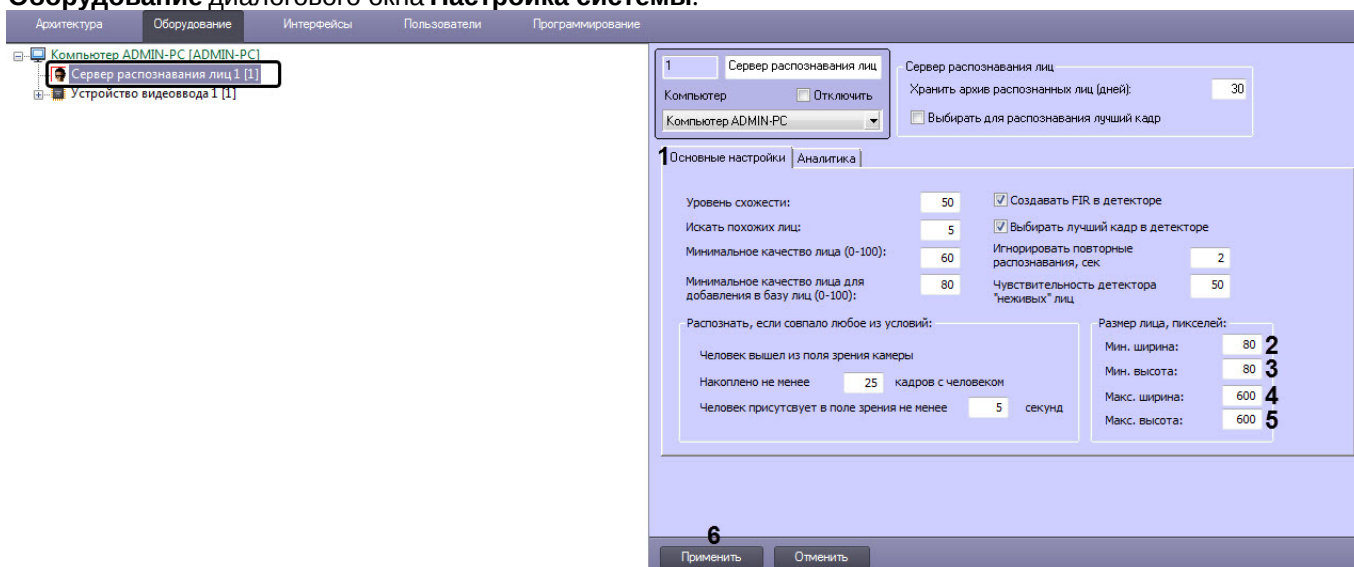 Оборудование диалогового окна Настройка системы.
Архитектура Оборудование Интерфейсы Пользователи Программирование
Компьютер ADMIN-PC [ADMIN-PC]
Сервер распознавания лиц 1 [1]
Устройство видеоввода 1 [1]
1 Сервер распознавания лиц
Компьютер Отключить
Компьютер ADMIN-PC
Сервер распознавания лиц
Хранить архив распознанных лиц (дней): 30
Выбирать для распознавания лучший кадр
1 Основные настройки Аналитика
Уровень схожести: 50 Создавать FIR в детекторе
Искать похожих лиц: 5 Выбирать лучший кадр в детекторе
Минимальное качество лица (0-100): 60
Игнорировать повторные
распознавания, сек 2
Минимальное качество лица для
добавления в базу лиц (0-100): 80
Чувствительность детектора
"неживых" лиц 50
Распознать, если совпало любое из условий:
Человек вышел из поля зрения камеры
Накоплено не менее 25 кадров с человеком
Человек присутсвует в поле зрения не менее 5 секунд
Размер лица, пикселей:
Мин. ширина: 80 2
Мин. высота: 80 3
Макс. ширина: 600 4
Макс. высота: 600 5
6
Применить Отменить